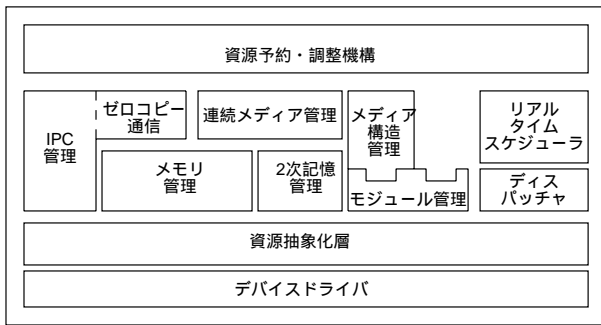 資源予約・調整機構
IPC
管理
ゼロコピー
通信
連続メディア管理
メディア
構造
管理
リアル
タイム
スケジューラ
メモリ
管理
2次記憶
管理
モジュール管理
ディス
パッチャ
資源抽象化層
デバイスドライバ